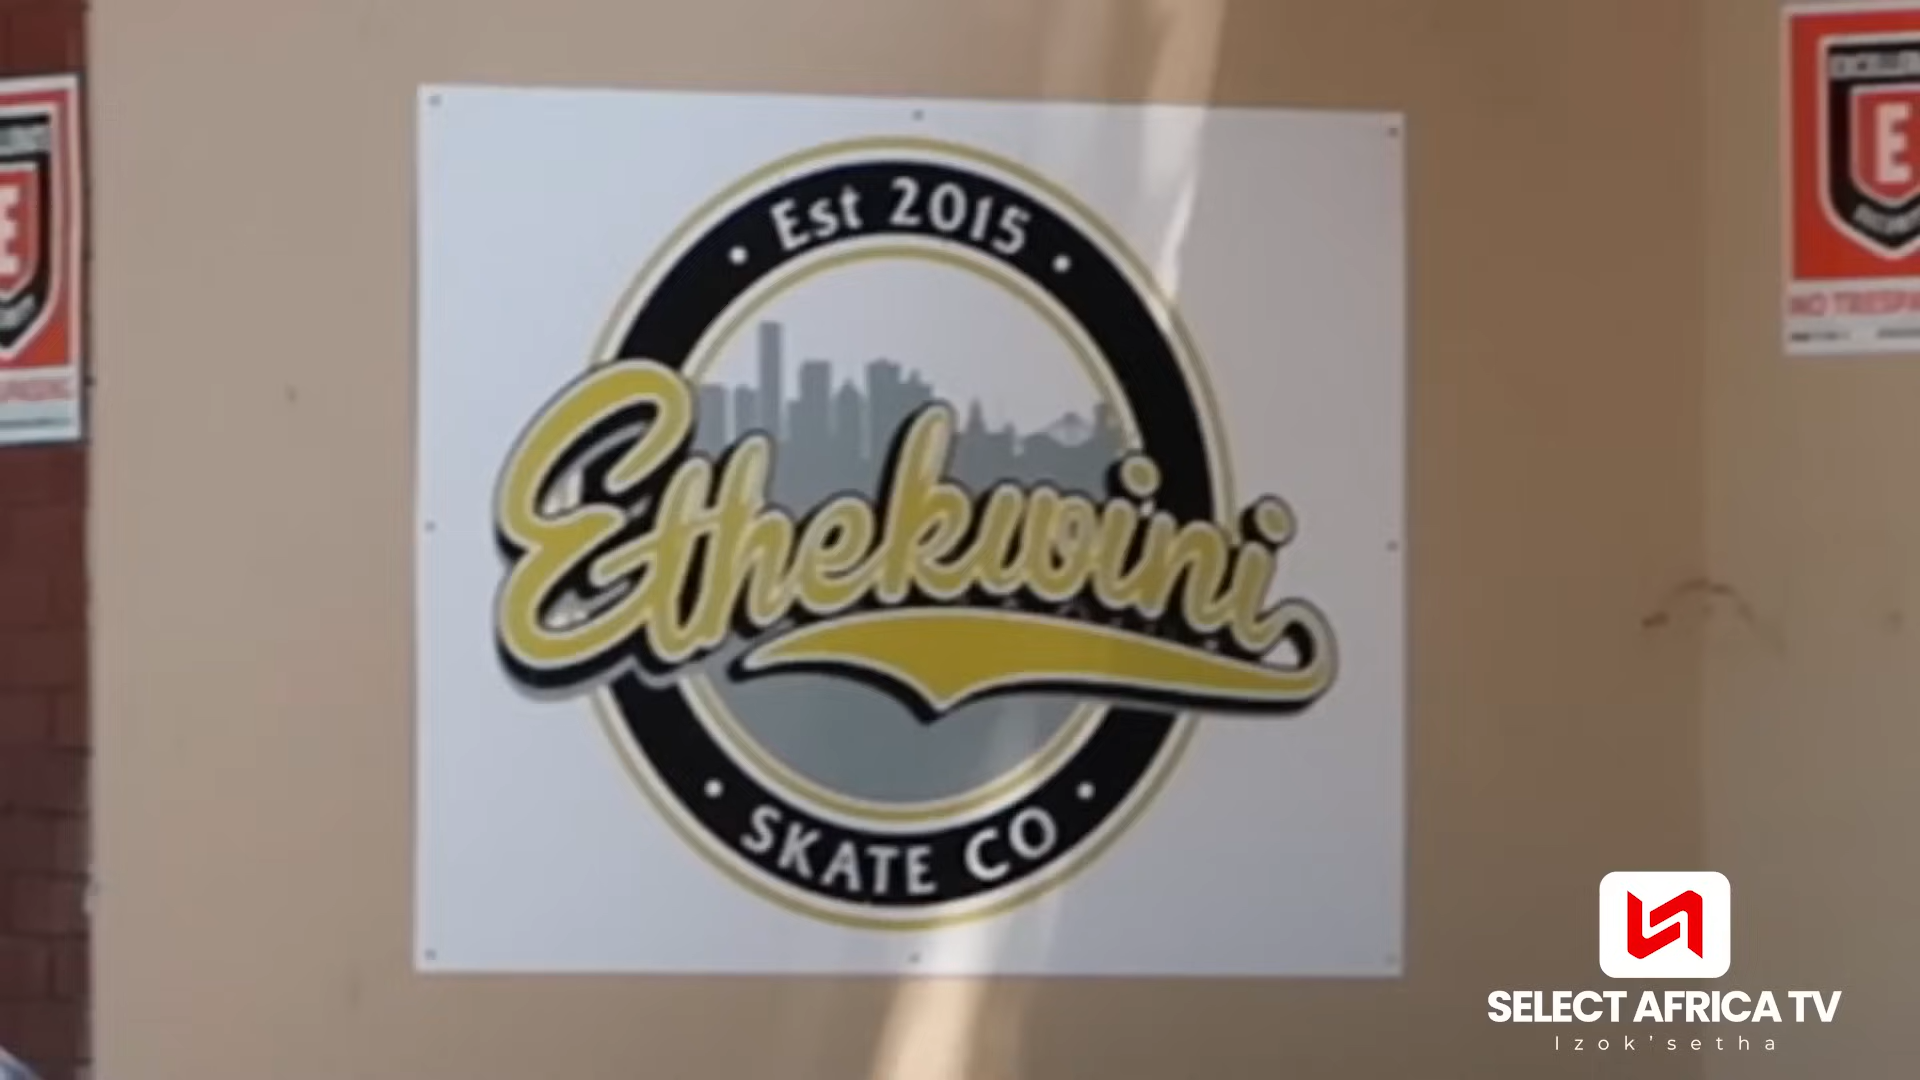 Est 2015
Ethekwini
SKATE CO
E
E
SELECT AFRICA TV
Izok'setha